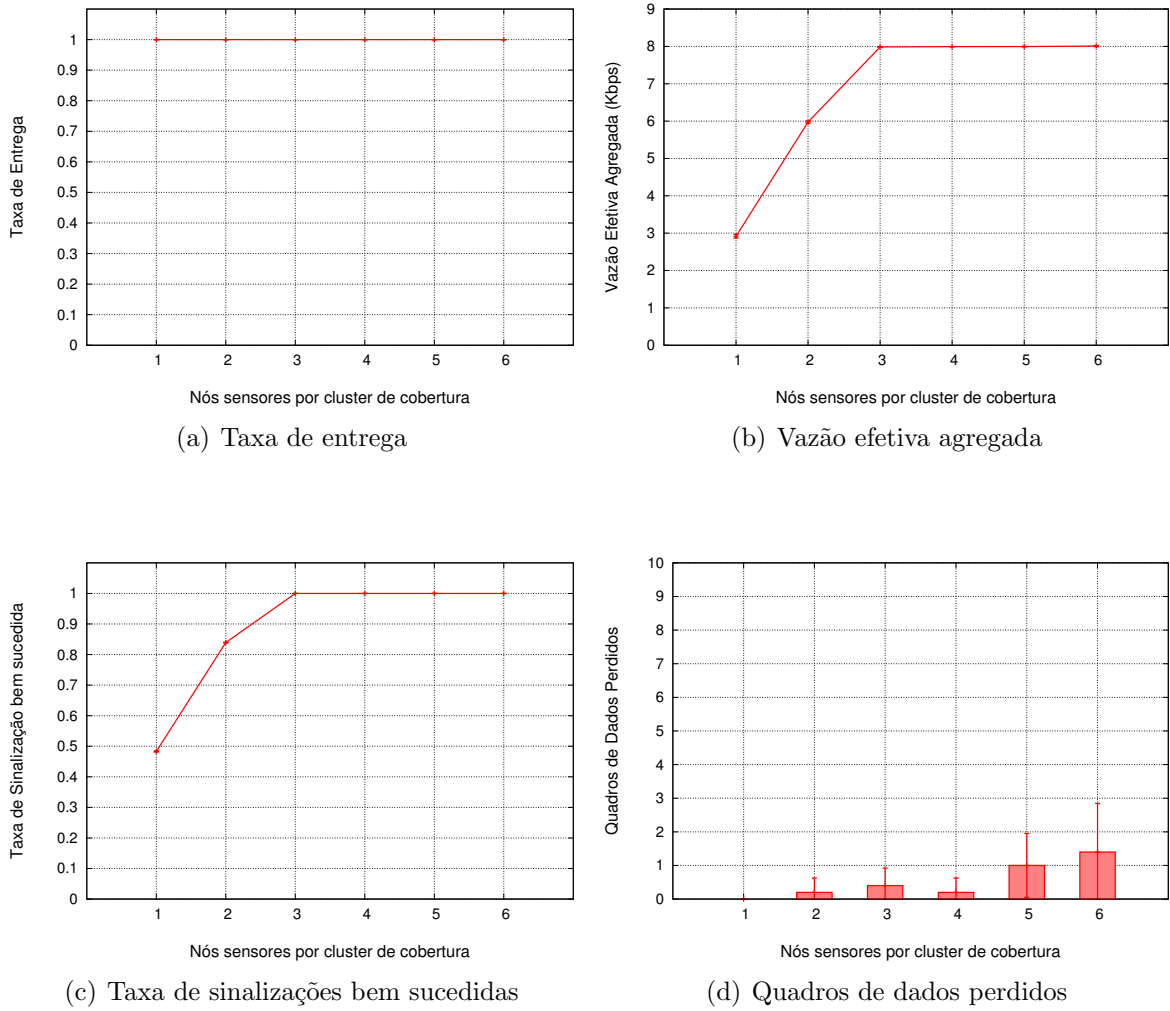 Taxa de Entrega
1
0.9
0.8
0.7
0.6
0.5
0.4
0.3
0.2
0.1
0
1 2 3 4 5 6
Nós sensores por cluster de cobertura
(a) Taxa de entrega
Vazão Efetiva Agregada (Kbps)
9
8
7
6
5
4
3
2
1
0
1 2 3 4 5 6
Nós sensores por cluster de cobertura
(b) Vazão efetiva agregada
Taxa de Sinalização bem sucedida
1
0.9
0.8
0.7
0.6
0.5
0.4
0.3
0.2
0.1
0
1 2 3 4 5 6
Nós sensores por cluster de cobertura
(c) Taxa de sinalizações bem sucedidas
Quadros de Dados Perdidos
10
9
8
7
6
5
4
3
2
1
0
1 2 3 4 5 6
Nós sensores por cluster de cobertura
(d) Quadros de dados perdidos